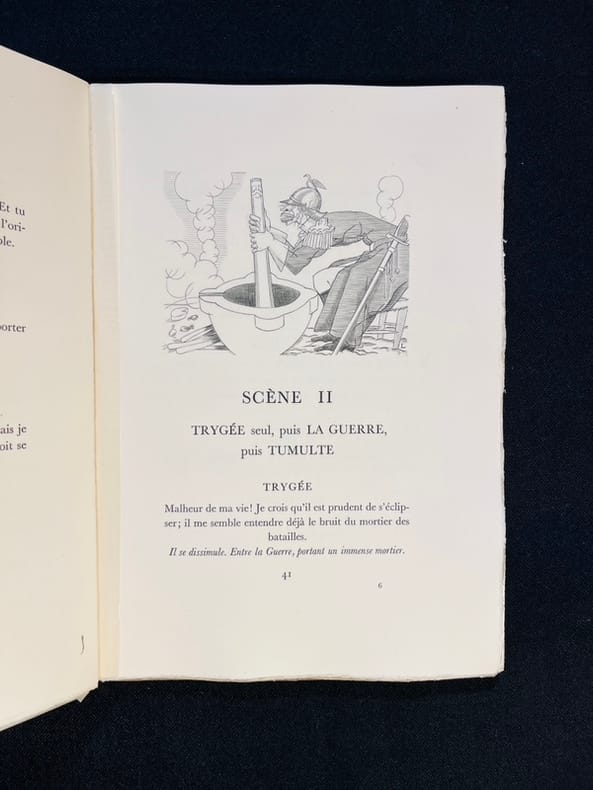 Et tu
l'ori-
ple.
porter
ais je
oit se
SCÈNE II
TRYGÉE seul, puis LA GUERRE,
puis TUMULTE
TRYGÉE
Malheur de ma vie! Je crois qu'il est prudent de s'éclip-
ser; il me semble entendre déjà le bruit du mortier des
batailles.
Il se dissimule. Entre la Guerre, portant un immense mortier.
41
6